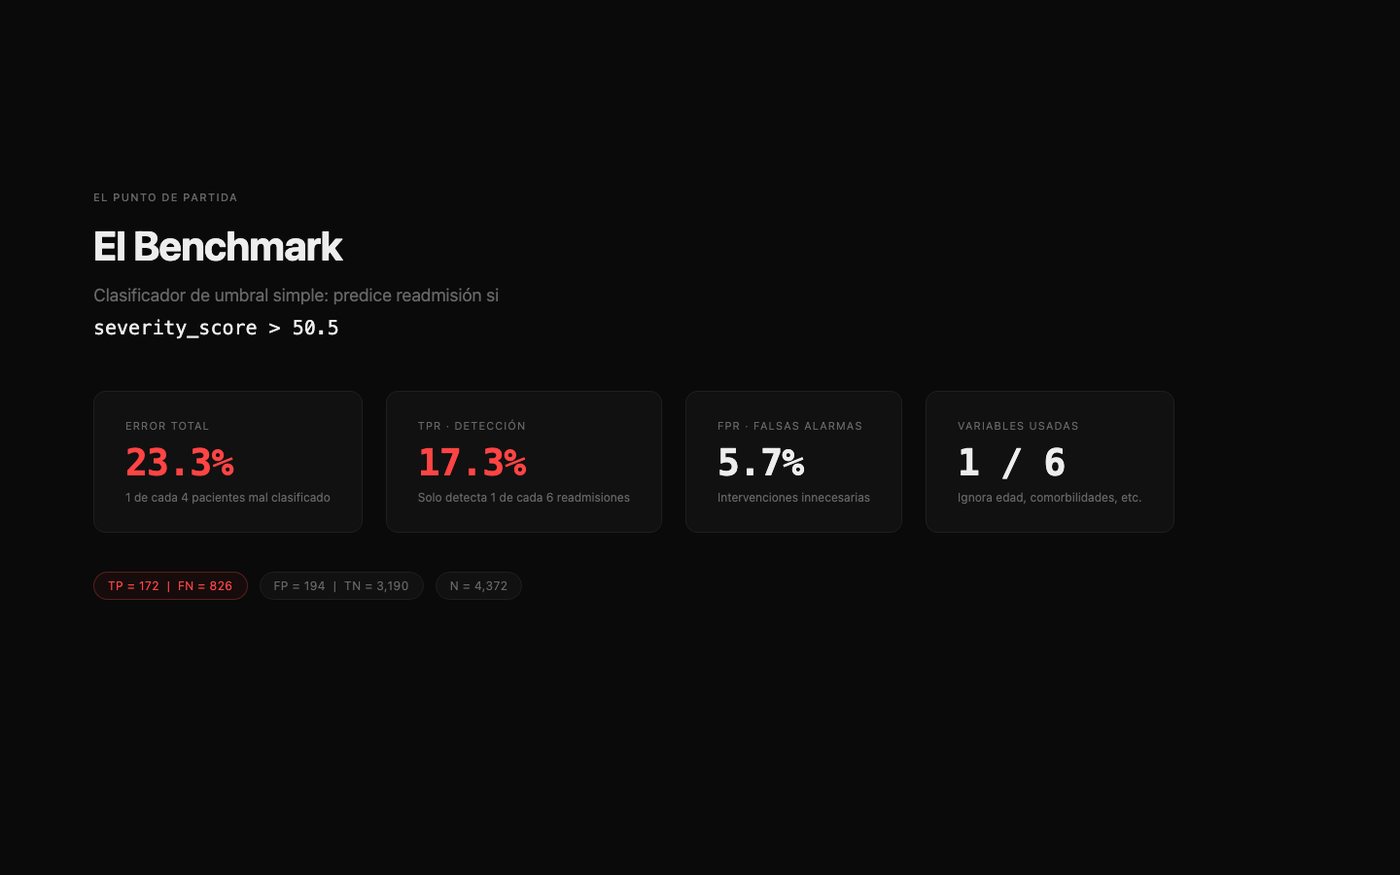 EL PUNTO DE PARTIDA
El Benchmark
Clasificador de umbral simple: predice readmisión si
severity_score > 50.5
ERROR TOTAL
23.3%
1 de cada 4 pacientes mal clasificado
TPR · DETECCIÓN
17.3%
Solo detecta 1 de cada 6 readmisiones
FPR · FALSAS ALARMAS
5.7%
Intervenciones innecesarias
VARIABLES USADAS
1 / 6
Ignora edad, comorbilidades, etc.
TP = 172 | FN = 826
FP = 194 | TN = 3,190
N = 4,372